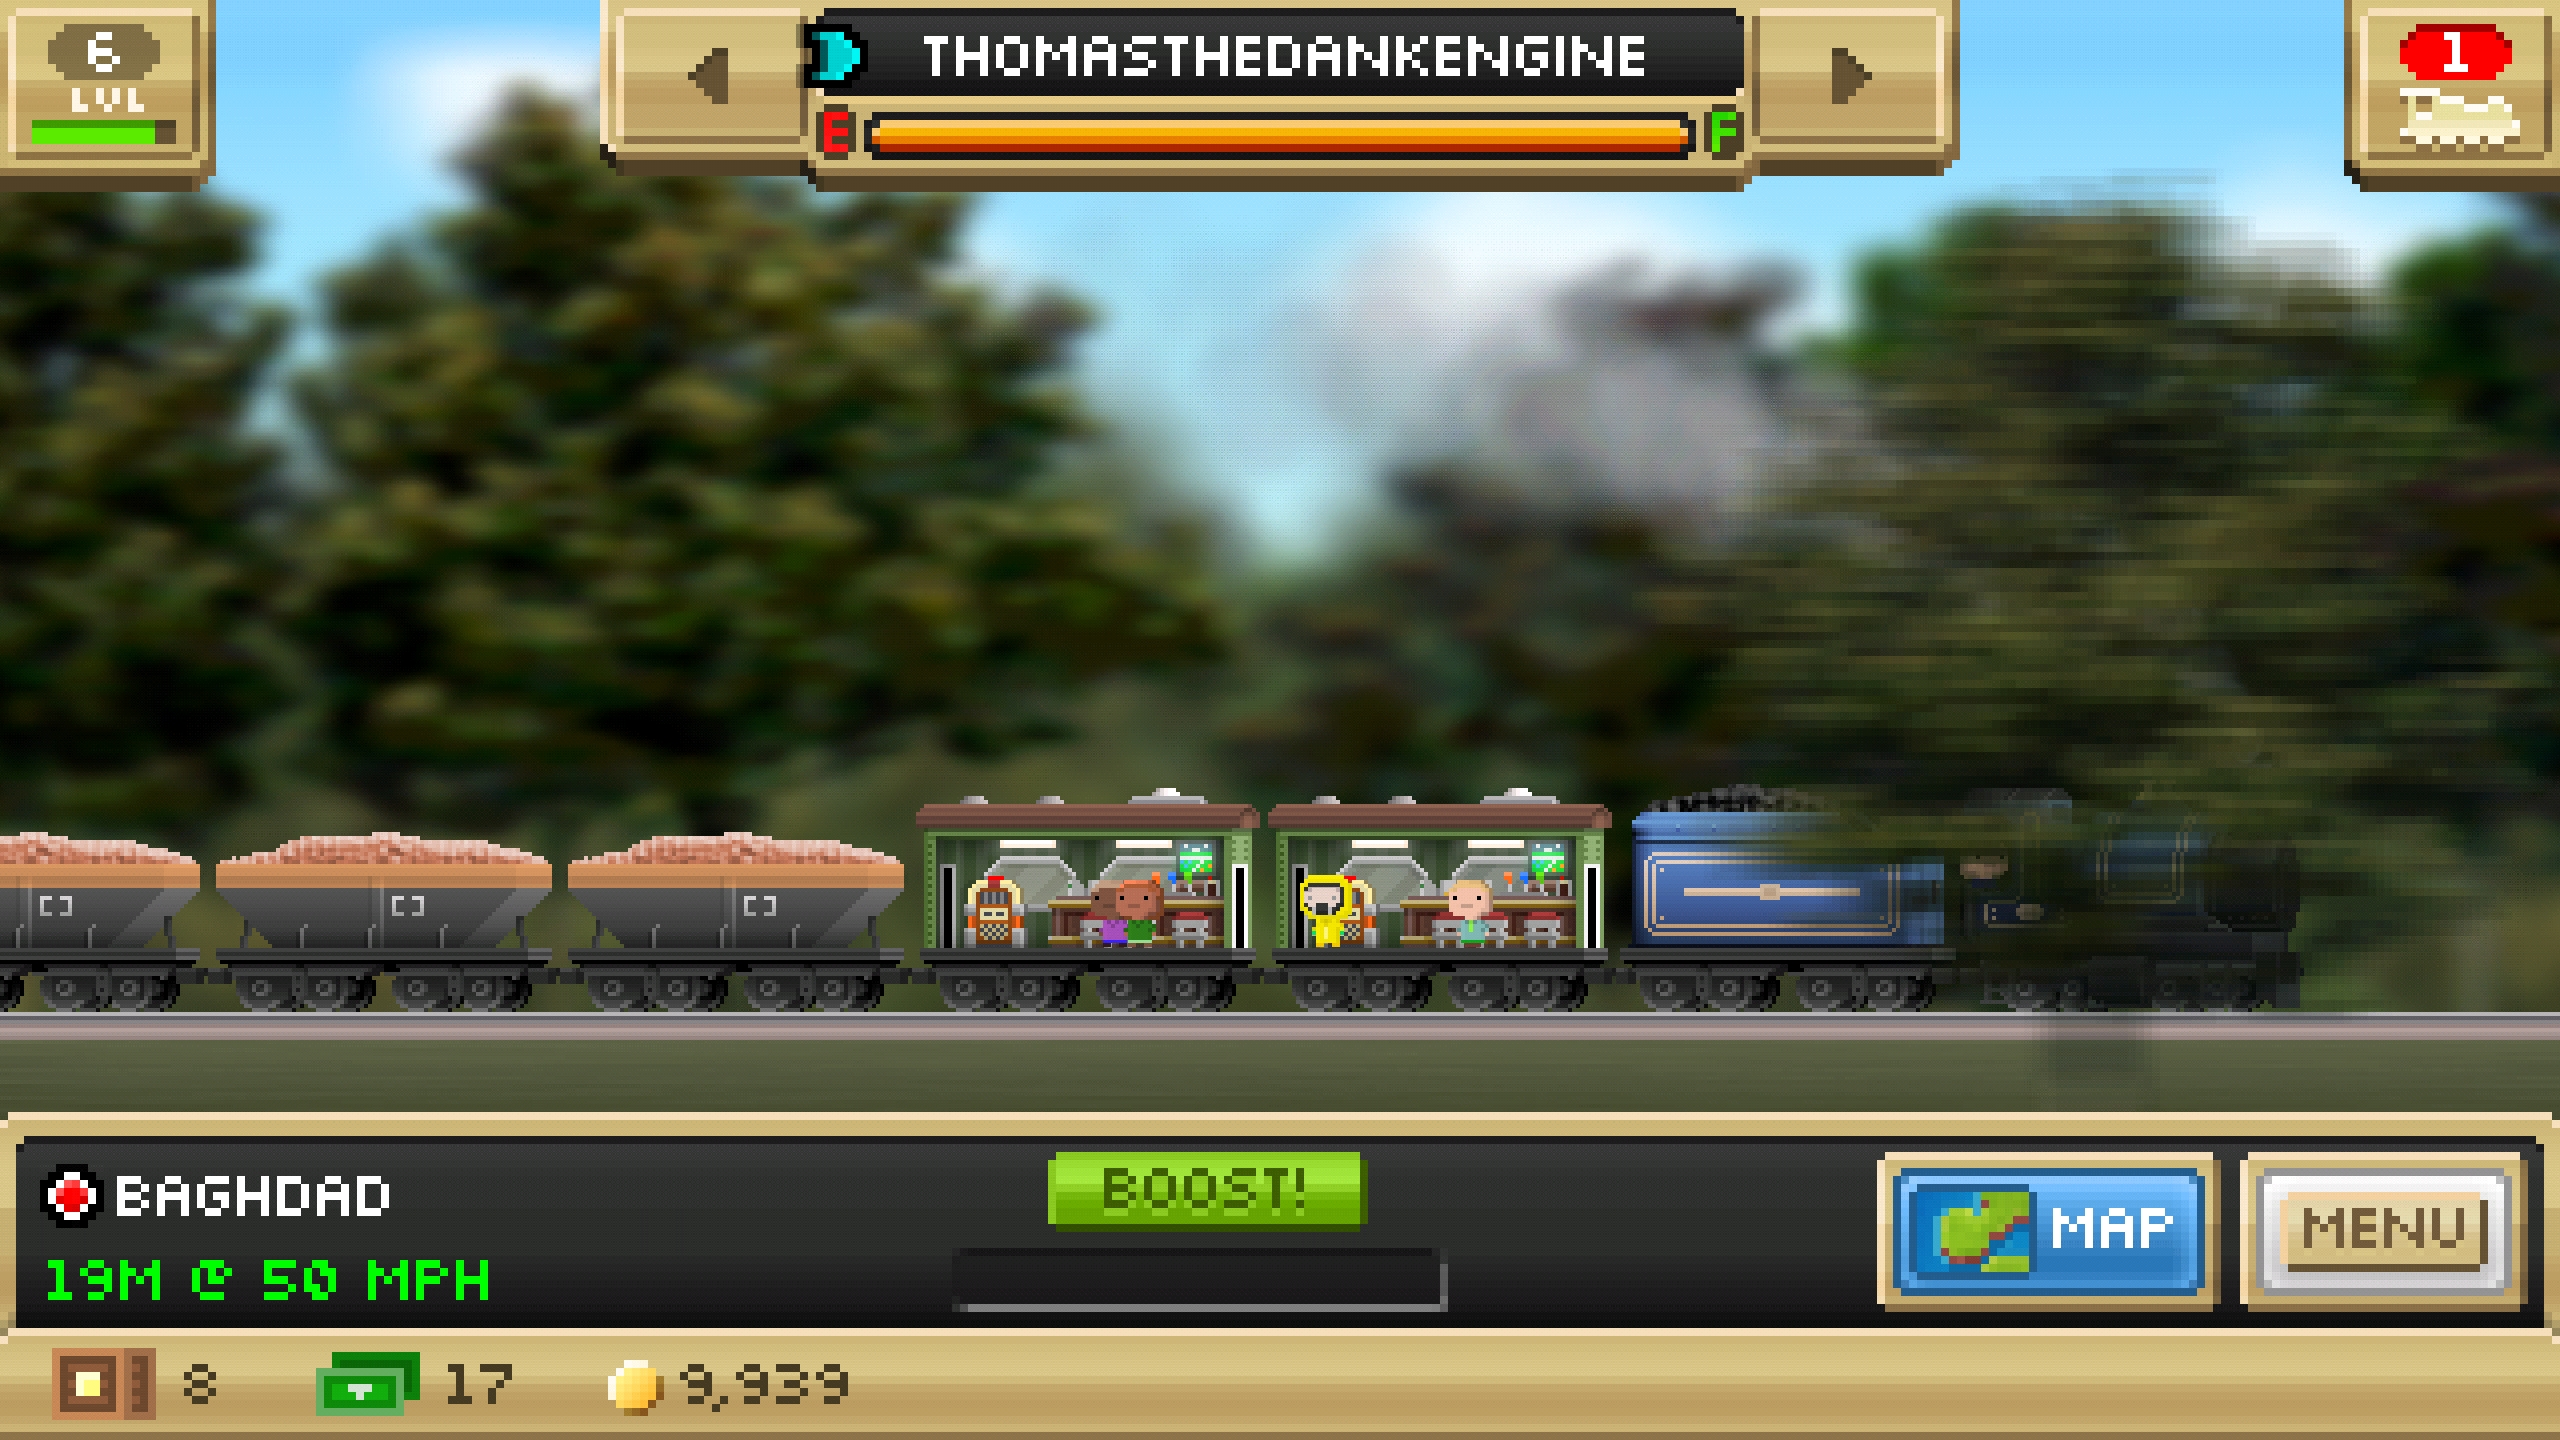 6
LVL
THOMASTHEDANKENGINE
E F
1
BAGHDAD
19M @ 50 MPH
BOOST!
MAP
MENU
8
17
9,939